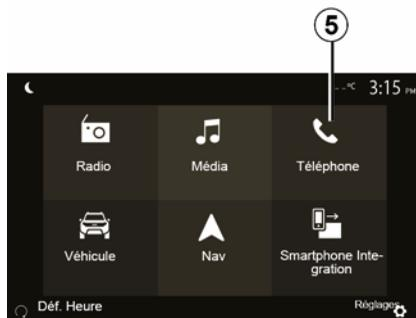 5
--°C 3:15 PM
Radio Média Téléphone
Véhicule Nav Smartphone Inte-
gration
Déf. Heure Réglages